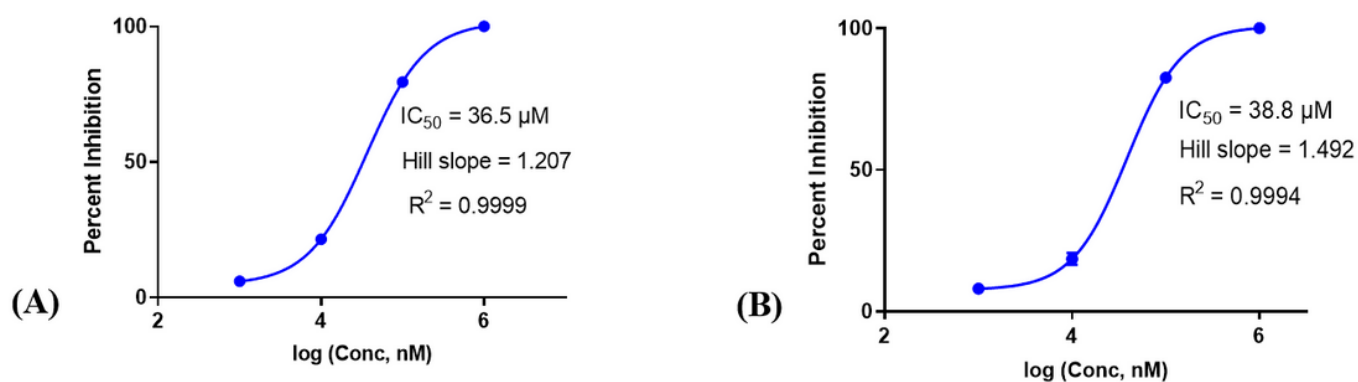 100
50
0
Percent Inhibition
IC50 = 36.5 µM
Hill slope = 1.207
R2 = 0.9999
2 4 6
log (Conc, nM)
(A)
100
50
0
Percent Inhibition
IC50 = 38.8 µM
Hill slope = 1.492
R2 = 0.9994
2 4 6
log (Conc, nM)
(B)